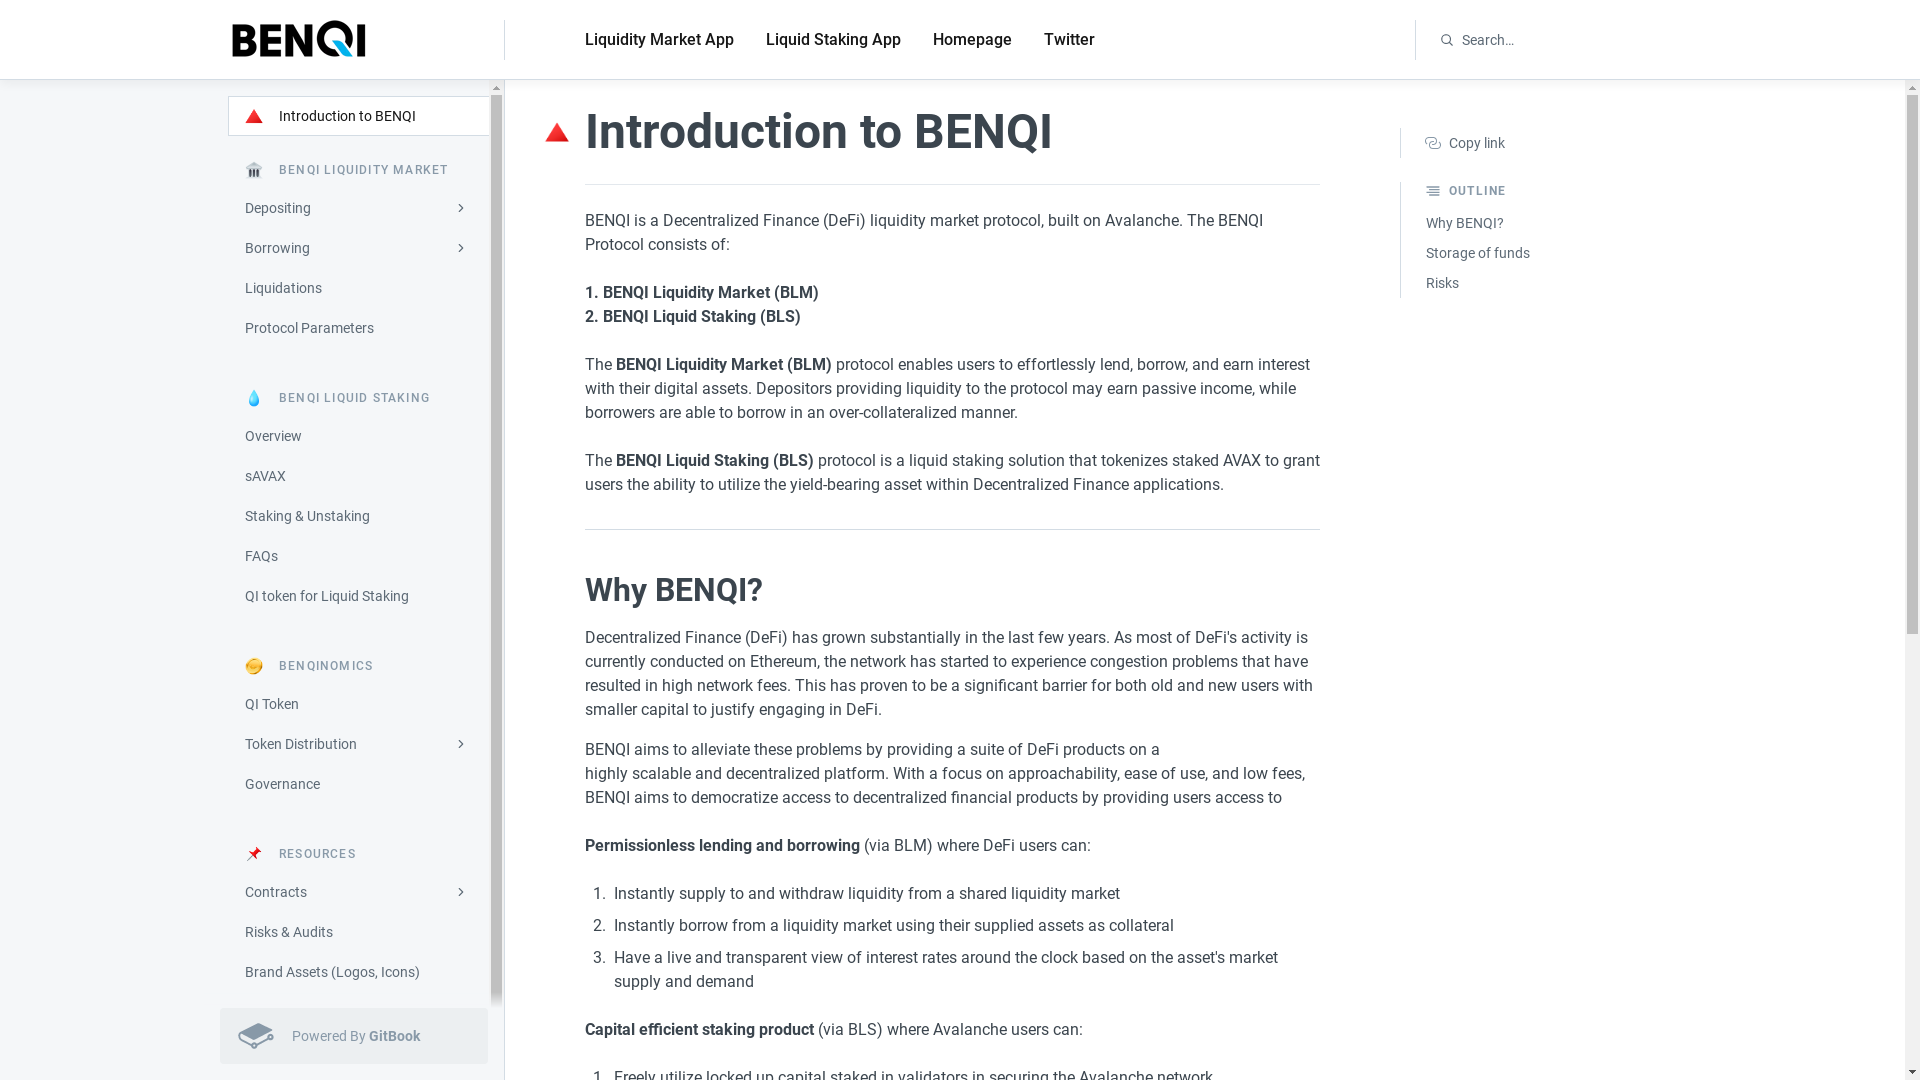 BENQI
Liquidity Market App
Liquid Staking App
Homepage
Twitter
Search…
Introduction to BENQI
BENQI LIQUIDITY MARKET
Depositing
Borrowing
Liquidations
Protocol Parameters
BENQI LIQUID STAKING
Overview
sAVAX
Staking & Unstaking
FAQs
QI token for Liquid Staking
BENQINOMICS
QI Token
Token Distribution
Governance
RESOURCES
Contracts
Risks & Audits
Brand Assets (Logos, Icons)
Powered By GitBook
Introduction to BENQI
BENQI is a Decentralized Finance (DeFi) liquidity market protocol, built on Avalanche. The BENQI
Protocol consists of:
1. BENQI Liquidity Market (BLM)
2. BENQI Liquid Staking (BLS)
The BENQI Liquidity Market (BLM) protocol enables users to effortlessly lend, borrow, and earn interest
with their digital assets. Depositors providing liquidity to the protocol may earn passive income, while
borrowers are able to borrow in an over-collateralized manner.
The BENQI Liquid Staking (BLS) protocol is a liquid staking solution that tokenizes staked AVAX to grant
users the ability to utilize the yield-bearing asset within Decentralized Finance applications.
Why BENQI?
Decentralized Finance (DeFi) has grown substantially in the last few years. As most of DeFi's activity is
currently conducted on Ethereum, the network has started to experience congestion problems that have
resulted in high network fees. This has proven to be a significant barrier for both old and new users with
smaller capital to justify engaging in DeFi.
BENQI aims to alleviate these problems by providing a suite of DeFi products on a
highly scalable and decentralized platform. With a focus on approachability, ease of use, and low fees,
BENQI aims to democratize access to decentralized financial products by providing users access to
Permissionless lending and borrowing (via BLM) where DeFi users can:
1. Instantly supply to and withdraw liquidity from a shared liquidity market
2. Instantly borrow from a liquidity market using their supplied assets as collateral
3. Have a live and transparent view of interest rates around the clock based on the asset's market
supply and demand
Capital efficient staking product (via BLS) where Avalanche users can:
1. Freely utilize locked up capital staked in validators in securing the Avalanche network
Copy link
OUTLINE
Why BENQI?
Storage of funds
Risks